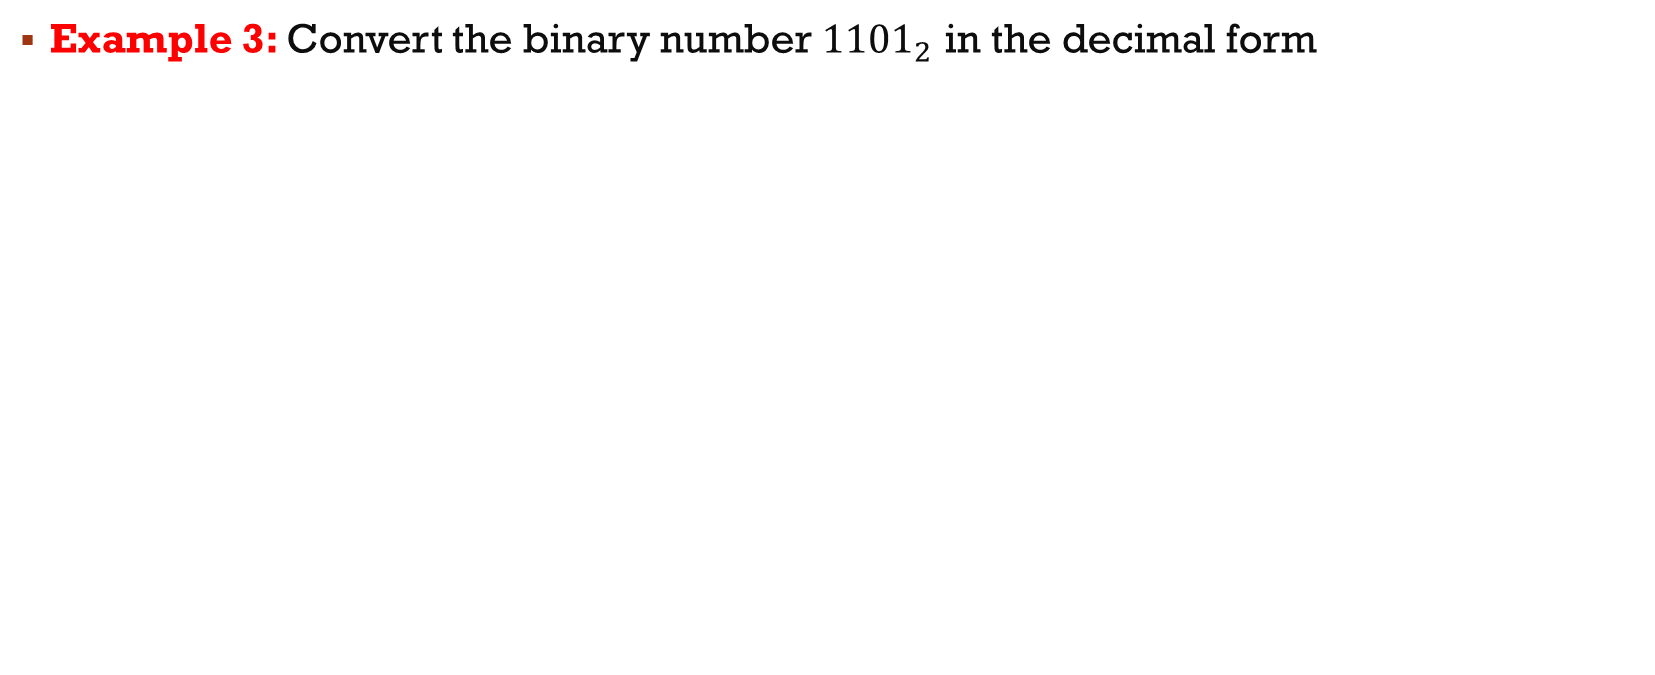 ▪ Example 3: Convert the binary number 1101₂ in the decimal form